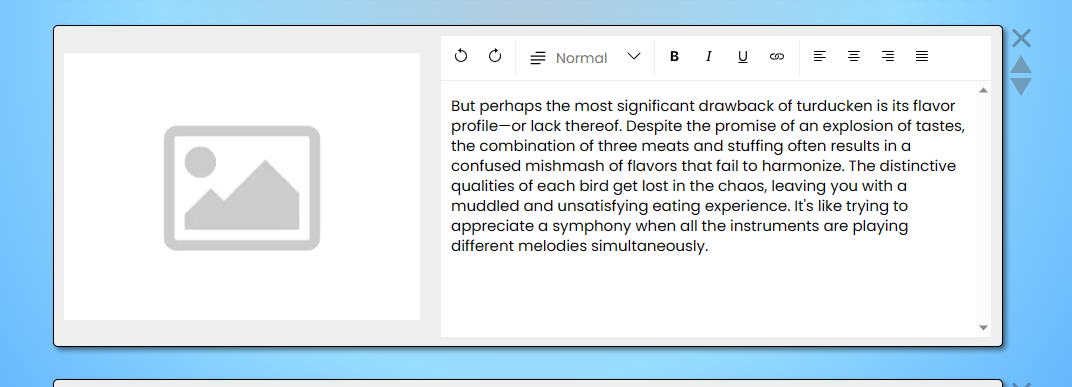 Normal
B I U
But perhaps the most significant drawback of turducken is its flavor
profile—or lack thereof. Despite the promise of an explosion of tastes,
the combination of three meats and stuffing often results in a
confused mishmash of flavors that fail to harmonize. The distinctive
qualities of each bird get lost in the chaos, leaving you with a
muddled and unsatisfying eating experience. It's like trying to
appreciate a symphony when all the instruments are playing
different melodies simultaneously.